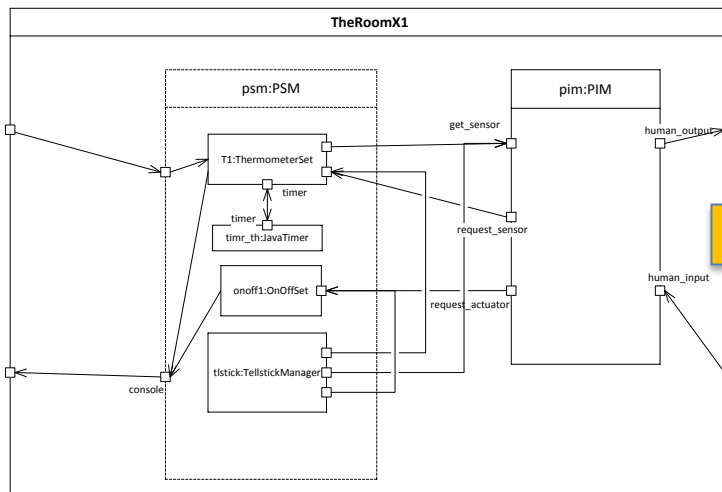 TheRoomX1
psm:PSM
pim:PIM
get_sensor
human_output
T1:ThermometerSet
timer
timer
request_sensor
timr_th:JavaTimer
human_input
onoff1:OnOffSet
request_actuator
tlstick:TellstickManager
console